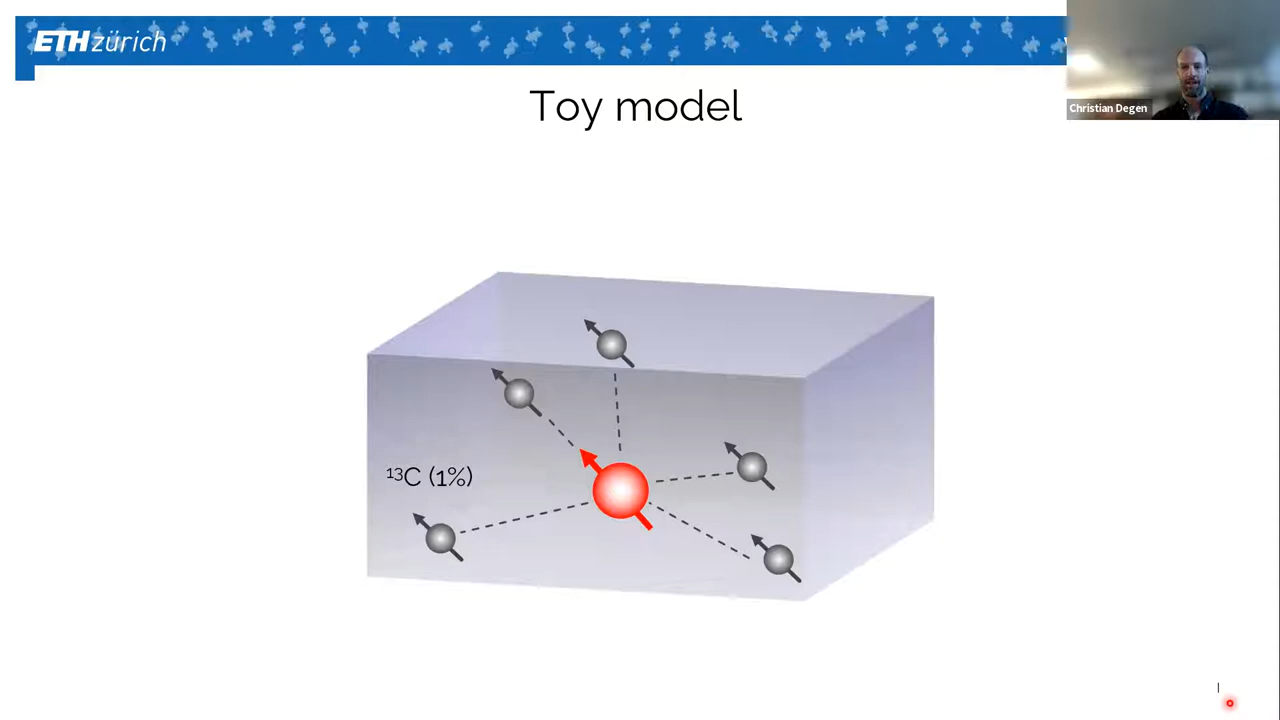 ETH zürich
Christian Degen
Toy model
¹³C (1%)